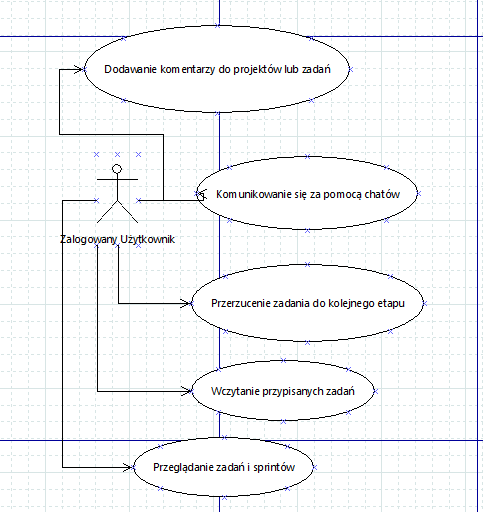 Dodawanie komentarzy do projektów lub zadań
Komunikowanie się za pomocą chatów
Zalogowany Użytkownik
Przerzucenie zadania do kolejnego etapu
Wczytanie przypisanych zadań
Przeglądanie zadań i sprintów